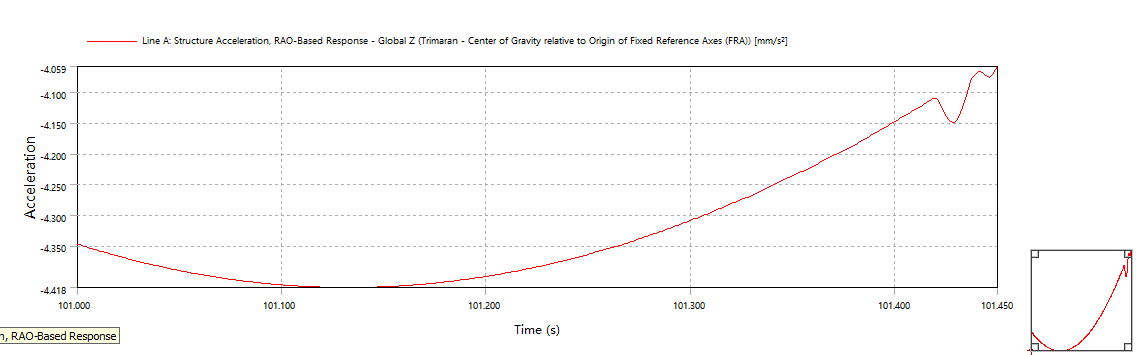 Line A: Structure Acceleration, RAO-Based Response - Global Z (Trimaran - Center of Gravity relative to Origin of Fixed Reference Axes (FRA)) [mm/s²]
-4.059
-4.100
-4.150
-4.200
-4.250
-4.300
-4.350
-4.418
Acceleration
101.000 101.100 101.200 101.300 101.400 101.450
Time (s)
n, RAO-Based Response